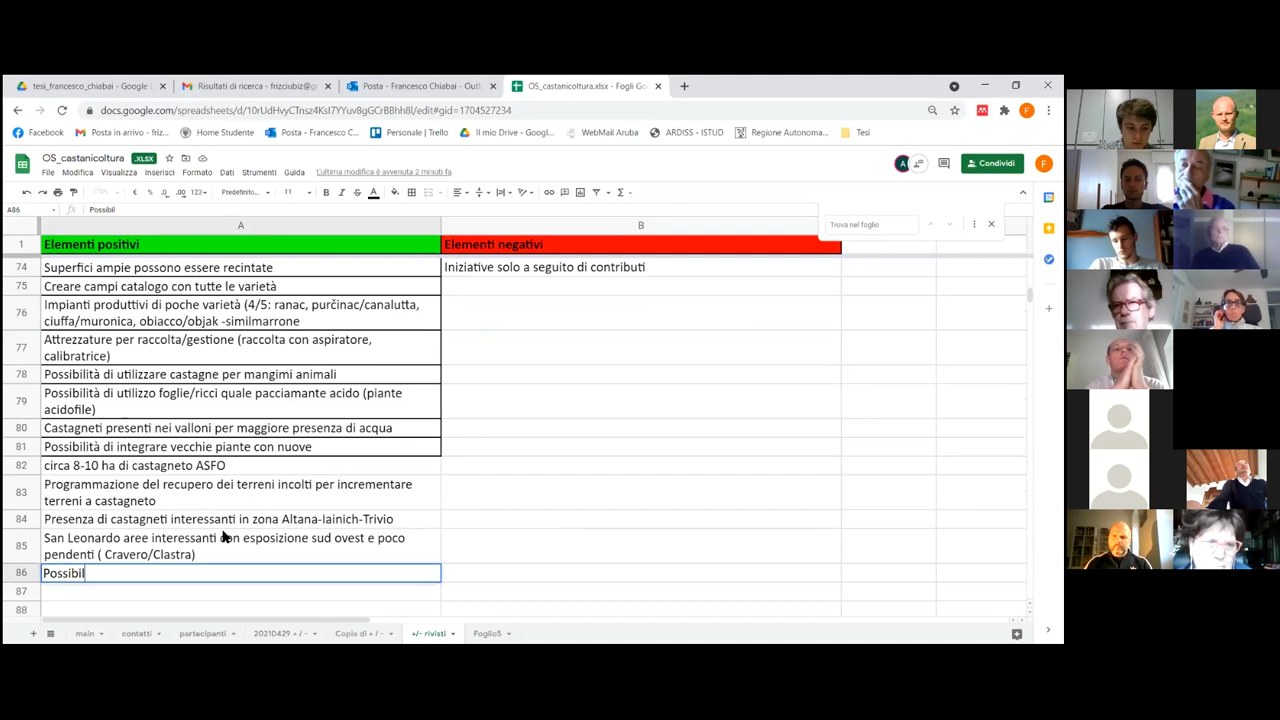 tesi_francesco_chiabai - Google
Risultati di ricerca - frizciubiz@g
Posta - Francesco Chiabai - Outl
OS_castanicoltura.xlsx - Fogli Go
docs.google.com/spreadsheets/d/10rUdHvyCTnsz4KsI7YYuv8gGCrBBhh8l/edit#gid=1704527234
Facebook
Posta in arrivo - friz...
Home Studente
Posta - Francesco C...
Personale | Trello
Il mio Drive - Googl...
WebMail Aruba
ARDISS - ISTUD
Regione Autonoma...
Tesi
OS_castanicoltura .XLSX
File Modifica Visualizza Inserisci Formato Dati Strumenti Guida L'ultima modifica è avvenuta 2 minuti fa
Condividi
F
A
€ % .0 .00 123 Predefinito... 11
A86 fx Possibil
Trova nel foglio
A B
1 Elementi positivi Elementi negativi
74 Superfici ampie possono essere recintate Iniziative solo a seguito di contributi
75 Creare campi catalogo con tutte le varietà
76 Impianti produttivi di poche varietà (4/5: ranac, purčinac/canalutta,
ciuffa/muronica, obiacco/objak -similmarrone
77 Attrezzature per raccolta/gestione (raccolta con aspiratore,
calibratrice)
78 Possibilità di utilizzare castagne per mangimi animali
79 Possibilità di utilizzo foglie/ricci quale pacciamante acido (piante
acidofile)
80 Castagneti presenti nei valloni per maggiore presenza di acqua
81 Possibilità di integrare vecchie piante con nuove
82 circa 8-10 ha di castagneto ASFO
83 Programmazione del recupero dei terreni incolti per incrementare
terreni a castagneto
84 Presenza di castagneti interessanti in zona Altana-Iainich-Trivio
85 San Leonardo aree interessanti con esposizione sud ovest e poco
pendenti ( Cravero/Clastra)
86 Possibil
87
88
main contatti partecipanti 20210429 + / - Copia di + / - +/- rivisti Foglio5